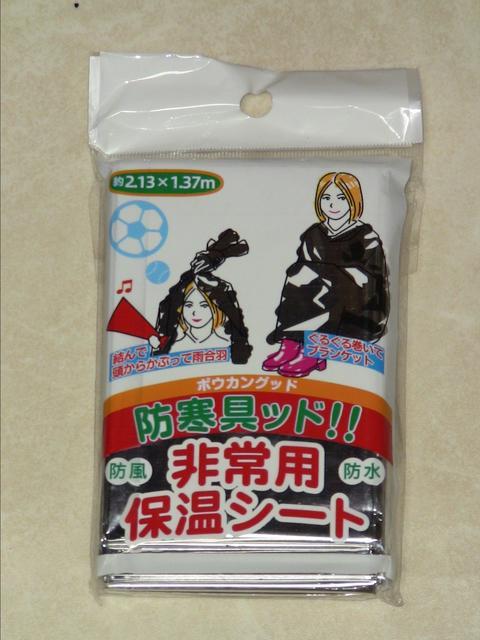 約2.13×1.37m
結んで
頭からかぶって雨合羽
ぐるぐる巻いて
ブランケット
ボウカングッド
防寒具ッド!!
防風
非常用
防水
保温シート